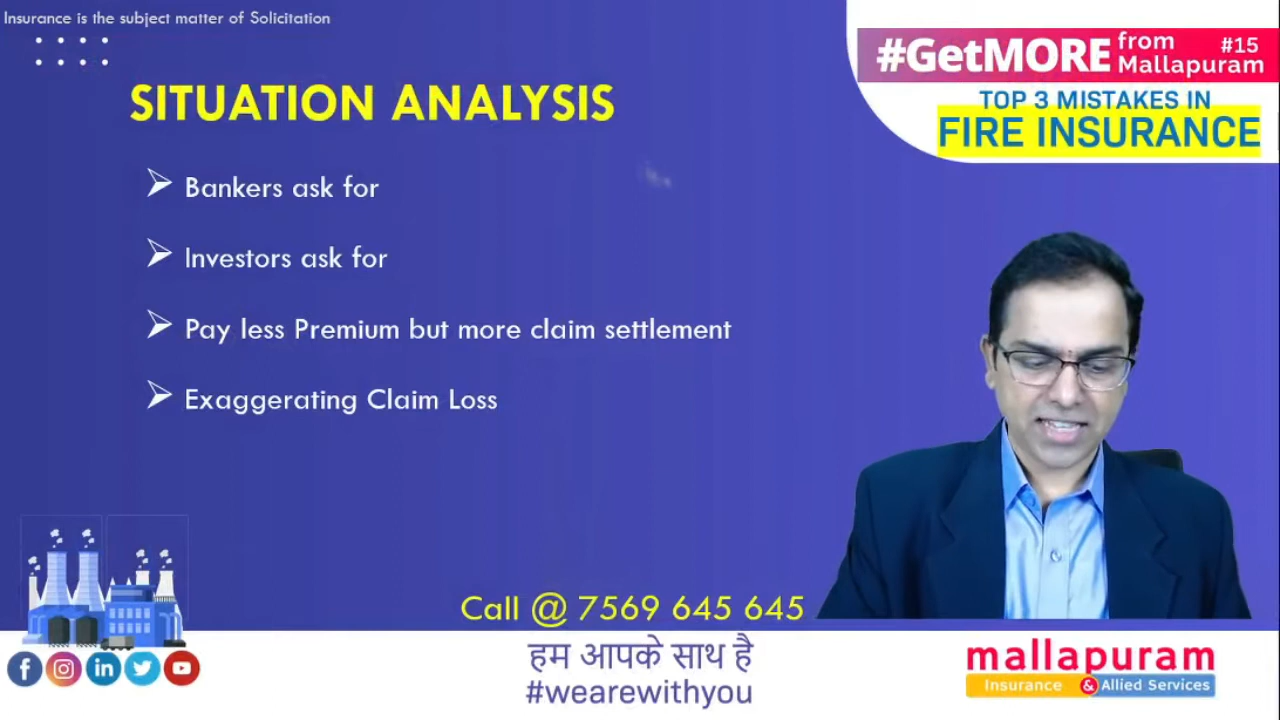 Insurance is the subject matter of Solicitation
#GetMORE from Mallapuram #15
TOP 3 MISTAKES IN
FIRE INSURANCE
SITUATION ANALYSIS
Bankers ask for
Investors ask for
Pay less Premium but more claim settlement
Exaggerating Claim Loss
Call @ 7569 645 645
हम आपके साथ है
#wearewithyou
mallapuram
Insurance & Allied Services